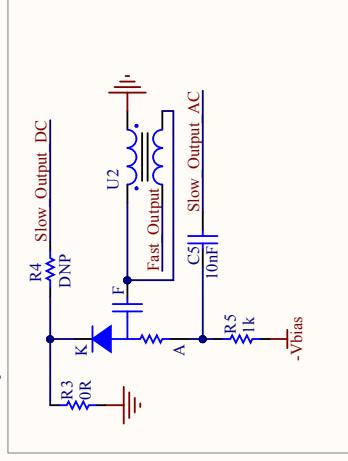 Slow Output DC
R4
DNP
U2
Fast Output
Slow Output AC
C5
10nF
F
K
R3
0R
A
R5
1k
-Vbias